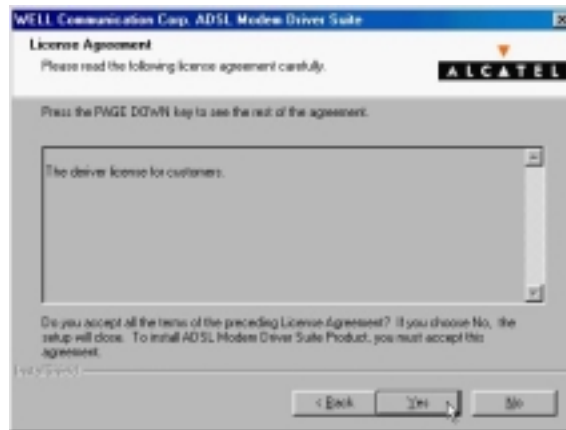 WELL Communication Corp. ADSL Modem Driver Suite
License Agreement
Please read the following license agreement carefully.
ALCATEL
Press the PAGE DOWN key to see the rest of the agreement.
The deriver license for customers.
Do you accept all the terms of the preceding License Agreement? If you choose No, the
setup will close. To install ADSL Modem Driver Suite Product, you must accept this
agreement.
InstallShield
< Back
Yes
No